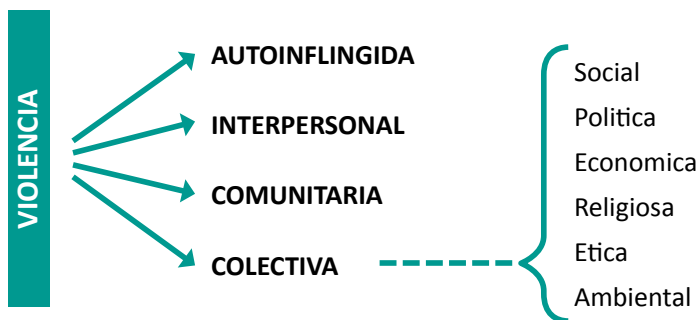 VIOLENCIA
AUTOINFLINGIDA
INTERPERSONAL
COMUNITARIA
COLECTIVA
Social
Politica
Economica
Religiosa
Etica
Ambiental